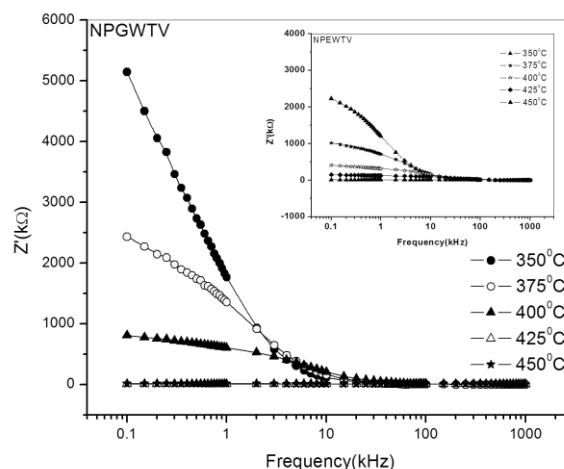 NPGWTV
6000
5000
4000
3000
2000
1000
0
Z'(kΩ)
0.1 1 10 100 1000
Frequency(kHz)
350⁰C
375⁰C
400⁰C
425⁰C
450⁰C
NPEWTV
4000
3000
2000
1000
0
-1000
Z'(kΩ)
0.1 1 10 100 1000
Frequency(kHz)
350⁰C
375⁰C
400⁰C
425⁰C
450⁰C